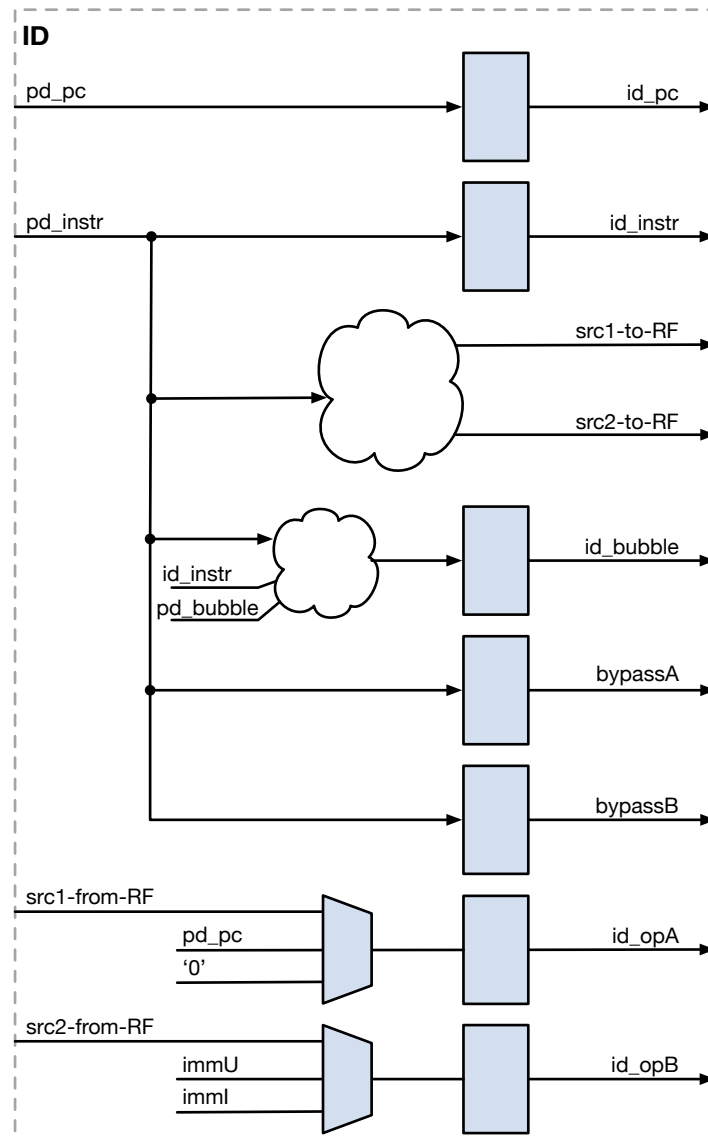 ID
pd_pc
id_pc
pd_instr
id_instr
src1-to-RF
src2-to-RF
id_instr
pd_bubble
id_bubble
bypassA
bypassB
src1-from-RF
pd_pc
‘0’
id_opA
src2-from-RF
immU
immI
id_opB